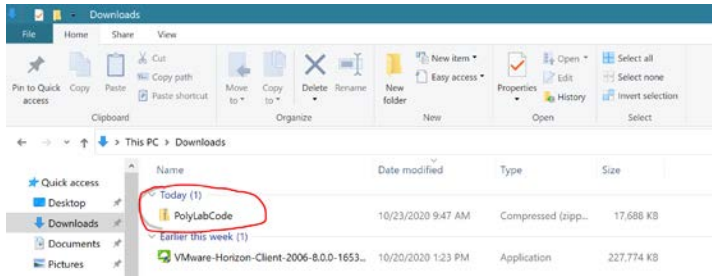 Downloads
File Home Share View
Pin to Quick access
Copy
Paste
Cut
Copy path
Paste shortcut
Clipboard
Move to
Copy to
Delete
Rename
Organize
New folder
New item
Easy access
New
Properties
Open
Edit
History
Open
Select all
Select none
Invert selection
Select
This PC > Downloads
Name Date modified Type Size
Quick access
Desktop
Downloads
Documents
Pictures
Today (1)
PolyLabCode 10/23/2020 9:47 AM Compressed (zipp... 17,688 KB
Earlier this week (1)
VMware-Horizon-Client-2006-8.0.0-1653... 10/20/2020 1:23 PM Application 227,774 KB